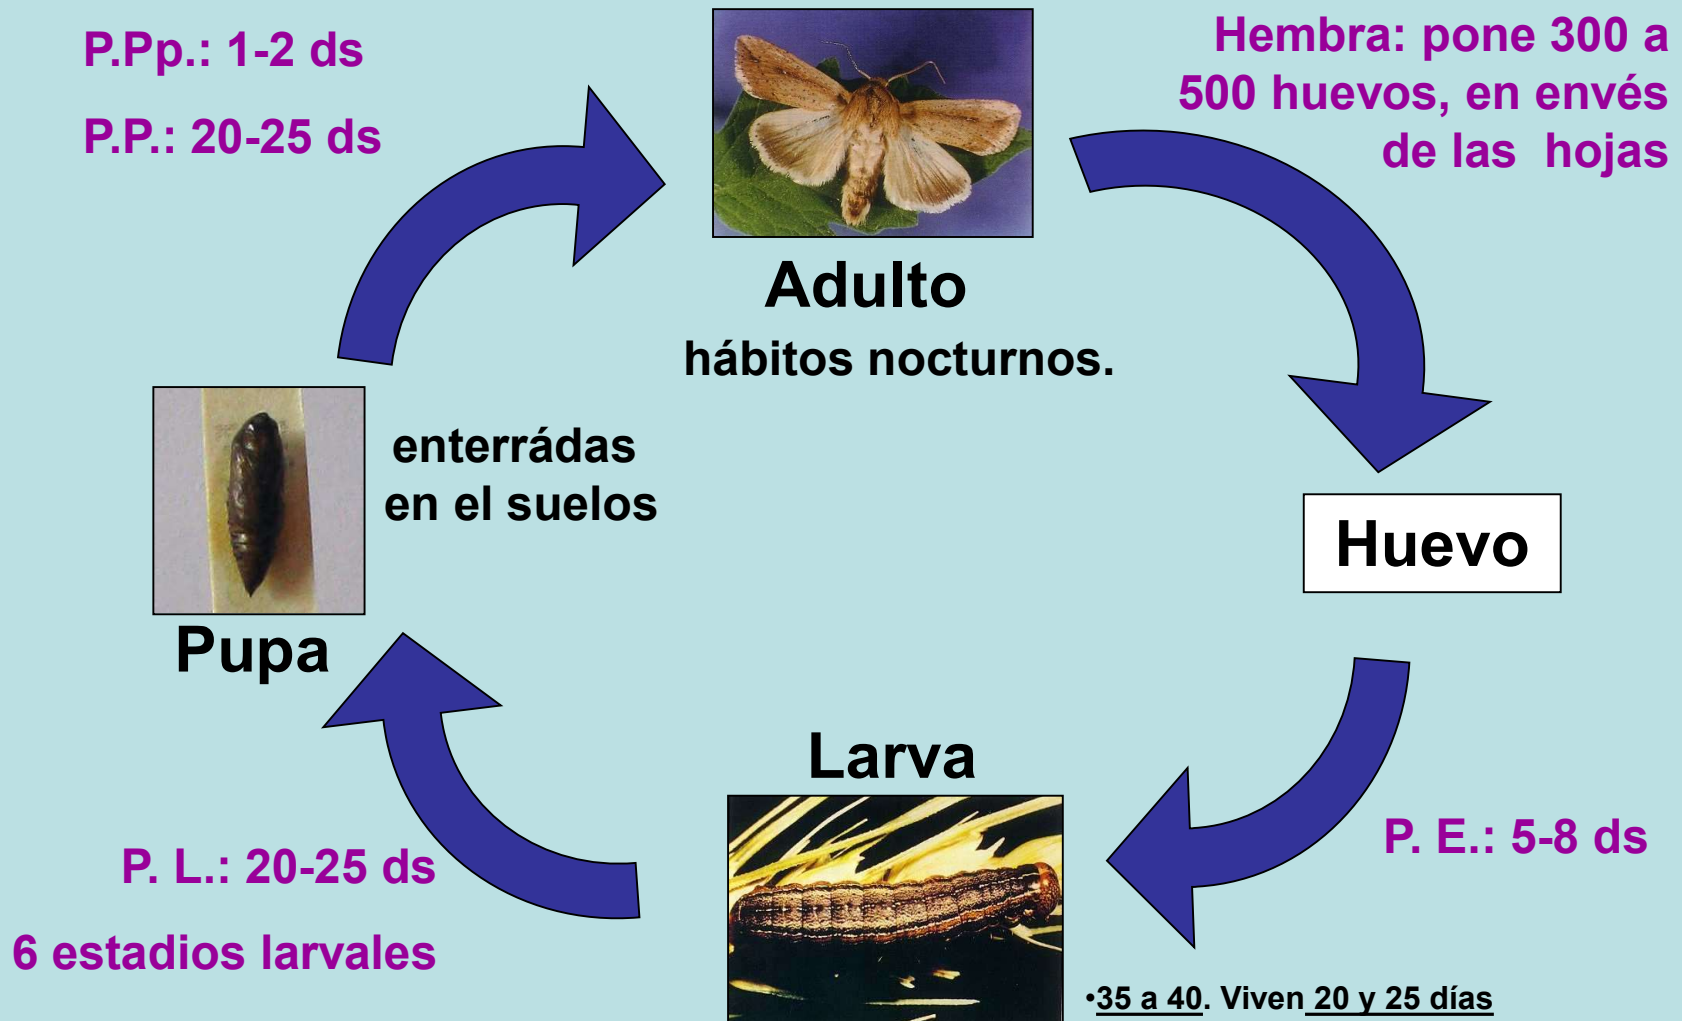 P.Pp.: 1-2 ds
P.P.: 20-25 ds
Hembra: pone 300 a
500 huevos, en envés
de las hojas
Adulto
hábitos nocturnos.
enterrádas
en el suelos
Huevo
Pupa
Larva
P. E.: 5-8 ds
P. L.: 20-25 ds
6 estadios larvales
•35 a 40. Viven 20 y 25 días